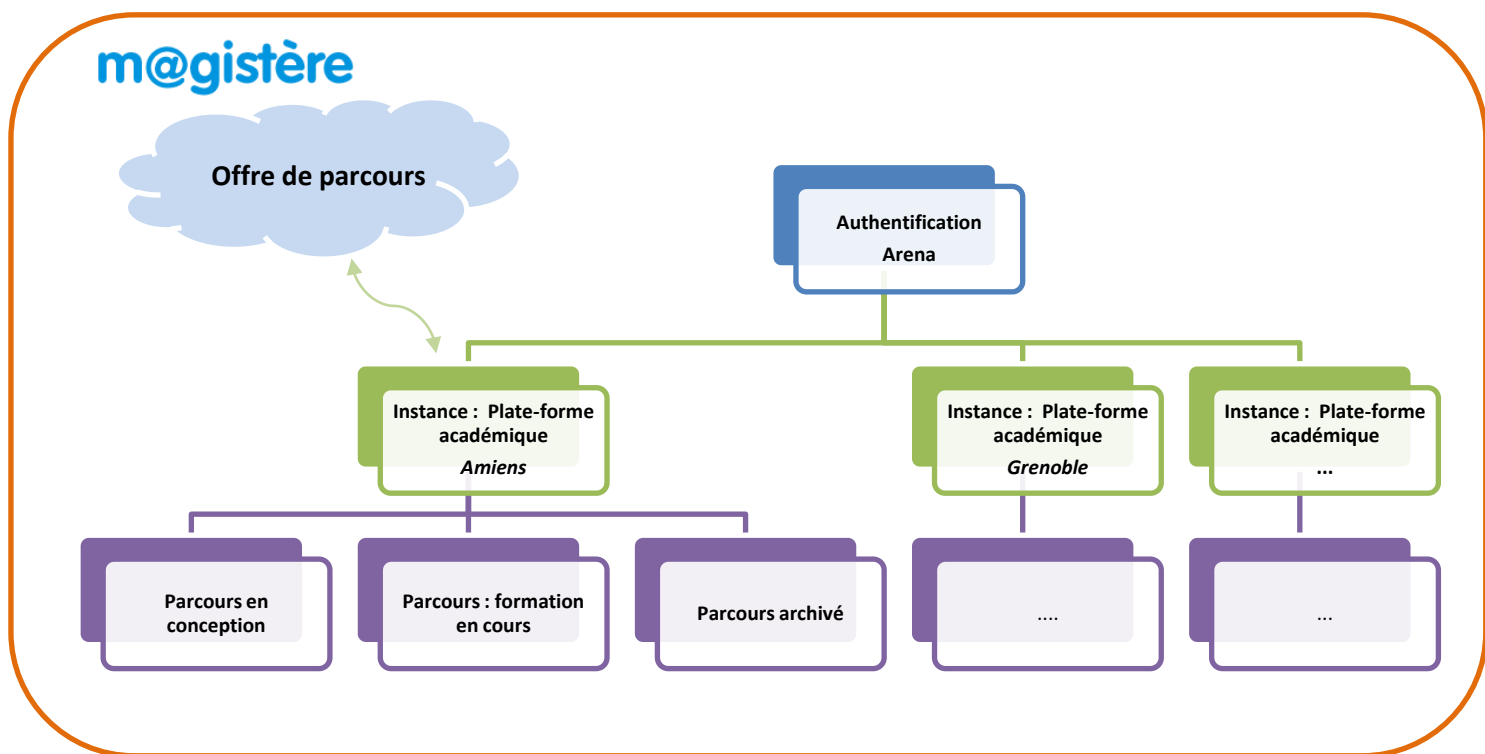 m@gistère
Offre de parcours
Authentification
Arena
Instance : Plate-forme
académique
Amiens
Instance : Plate-forme
académique
Grenoble
Instance : Plate-forme
académique
...
Parcours en
conception
Parcours : formation
en cours
Parcours archivé
....
...